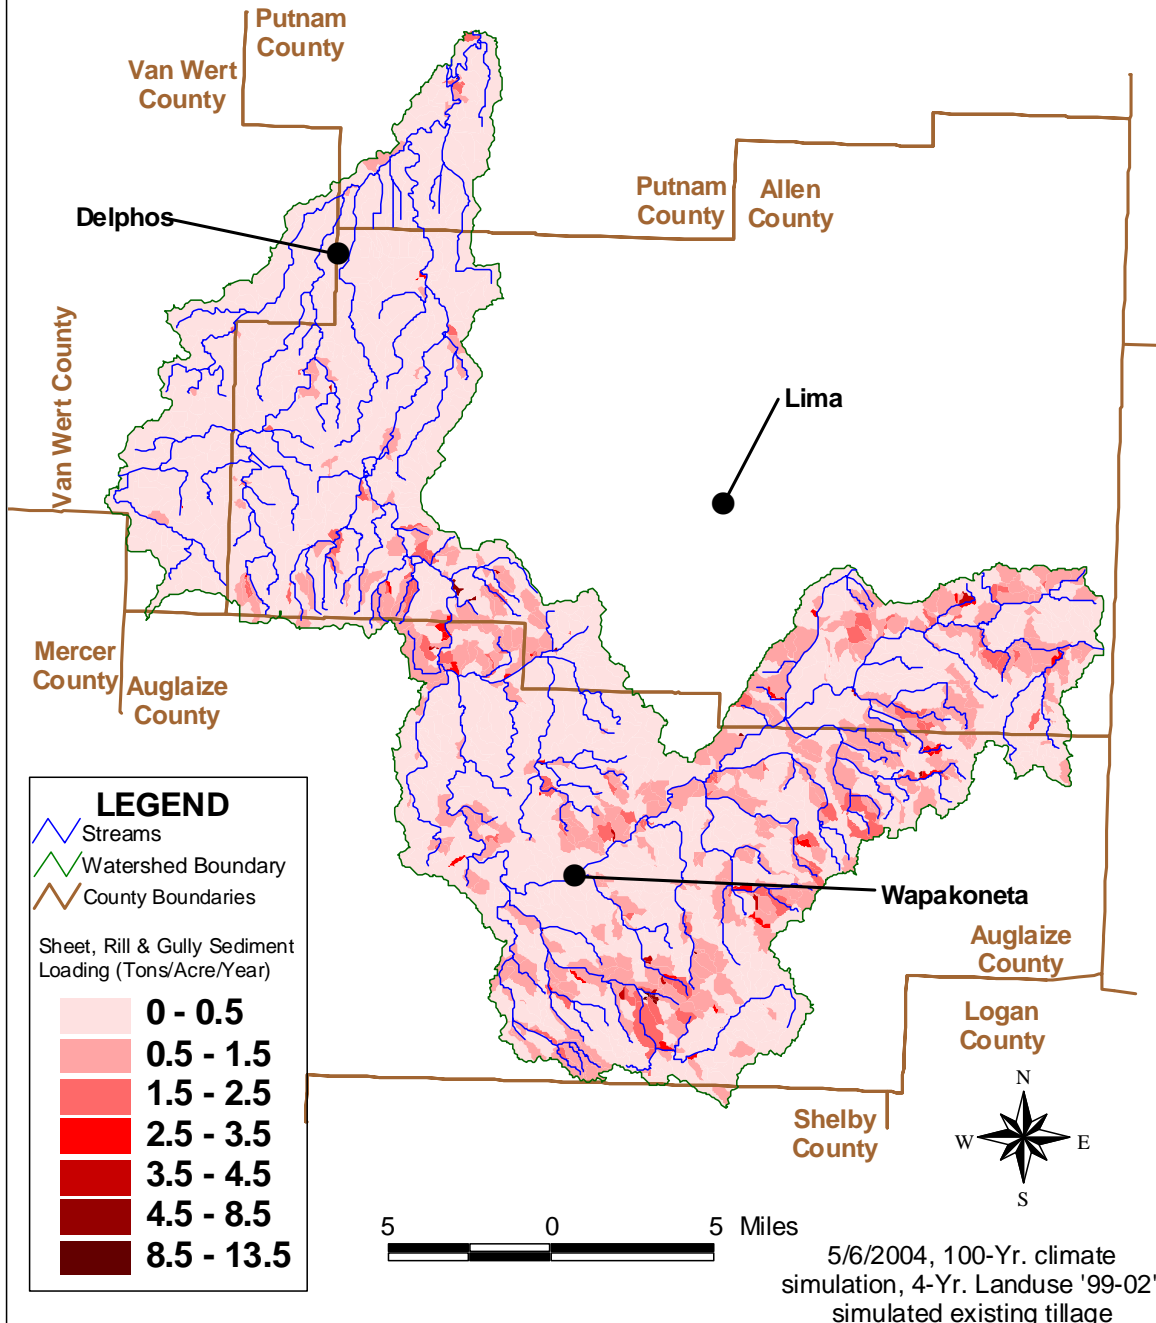 Putnam
County
Van Wert
County
Putnam
County
Allen
County
Delphos
Van Wert County
Lima
Mercer
County
Auglaize
County
LEGEND
Streams
Watershed Boundary
County Boundaries
Sheet, Rill & Gully Sediment
Loading (Tons/Acre/Year)
0 - 0.5
0.5 - 1.5
1.5 - 2.5
2.5 - 3.5
3.5 - 4.5
4.5 - 8.5
8.5 - 13.5
Wapakoneta
Auglaize
County
Logan
County
Shelby
County
N
W E
S
5 0 5 Miles
5/6/2004, 100-Yr. climate
simulation, 4-Yr. Landuse '99-02'
simulated existing tillage